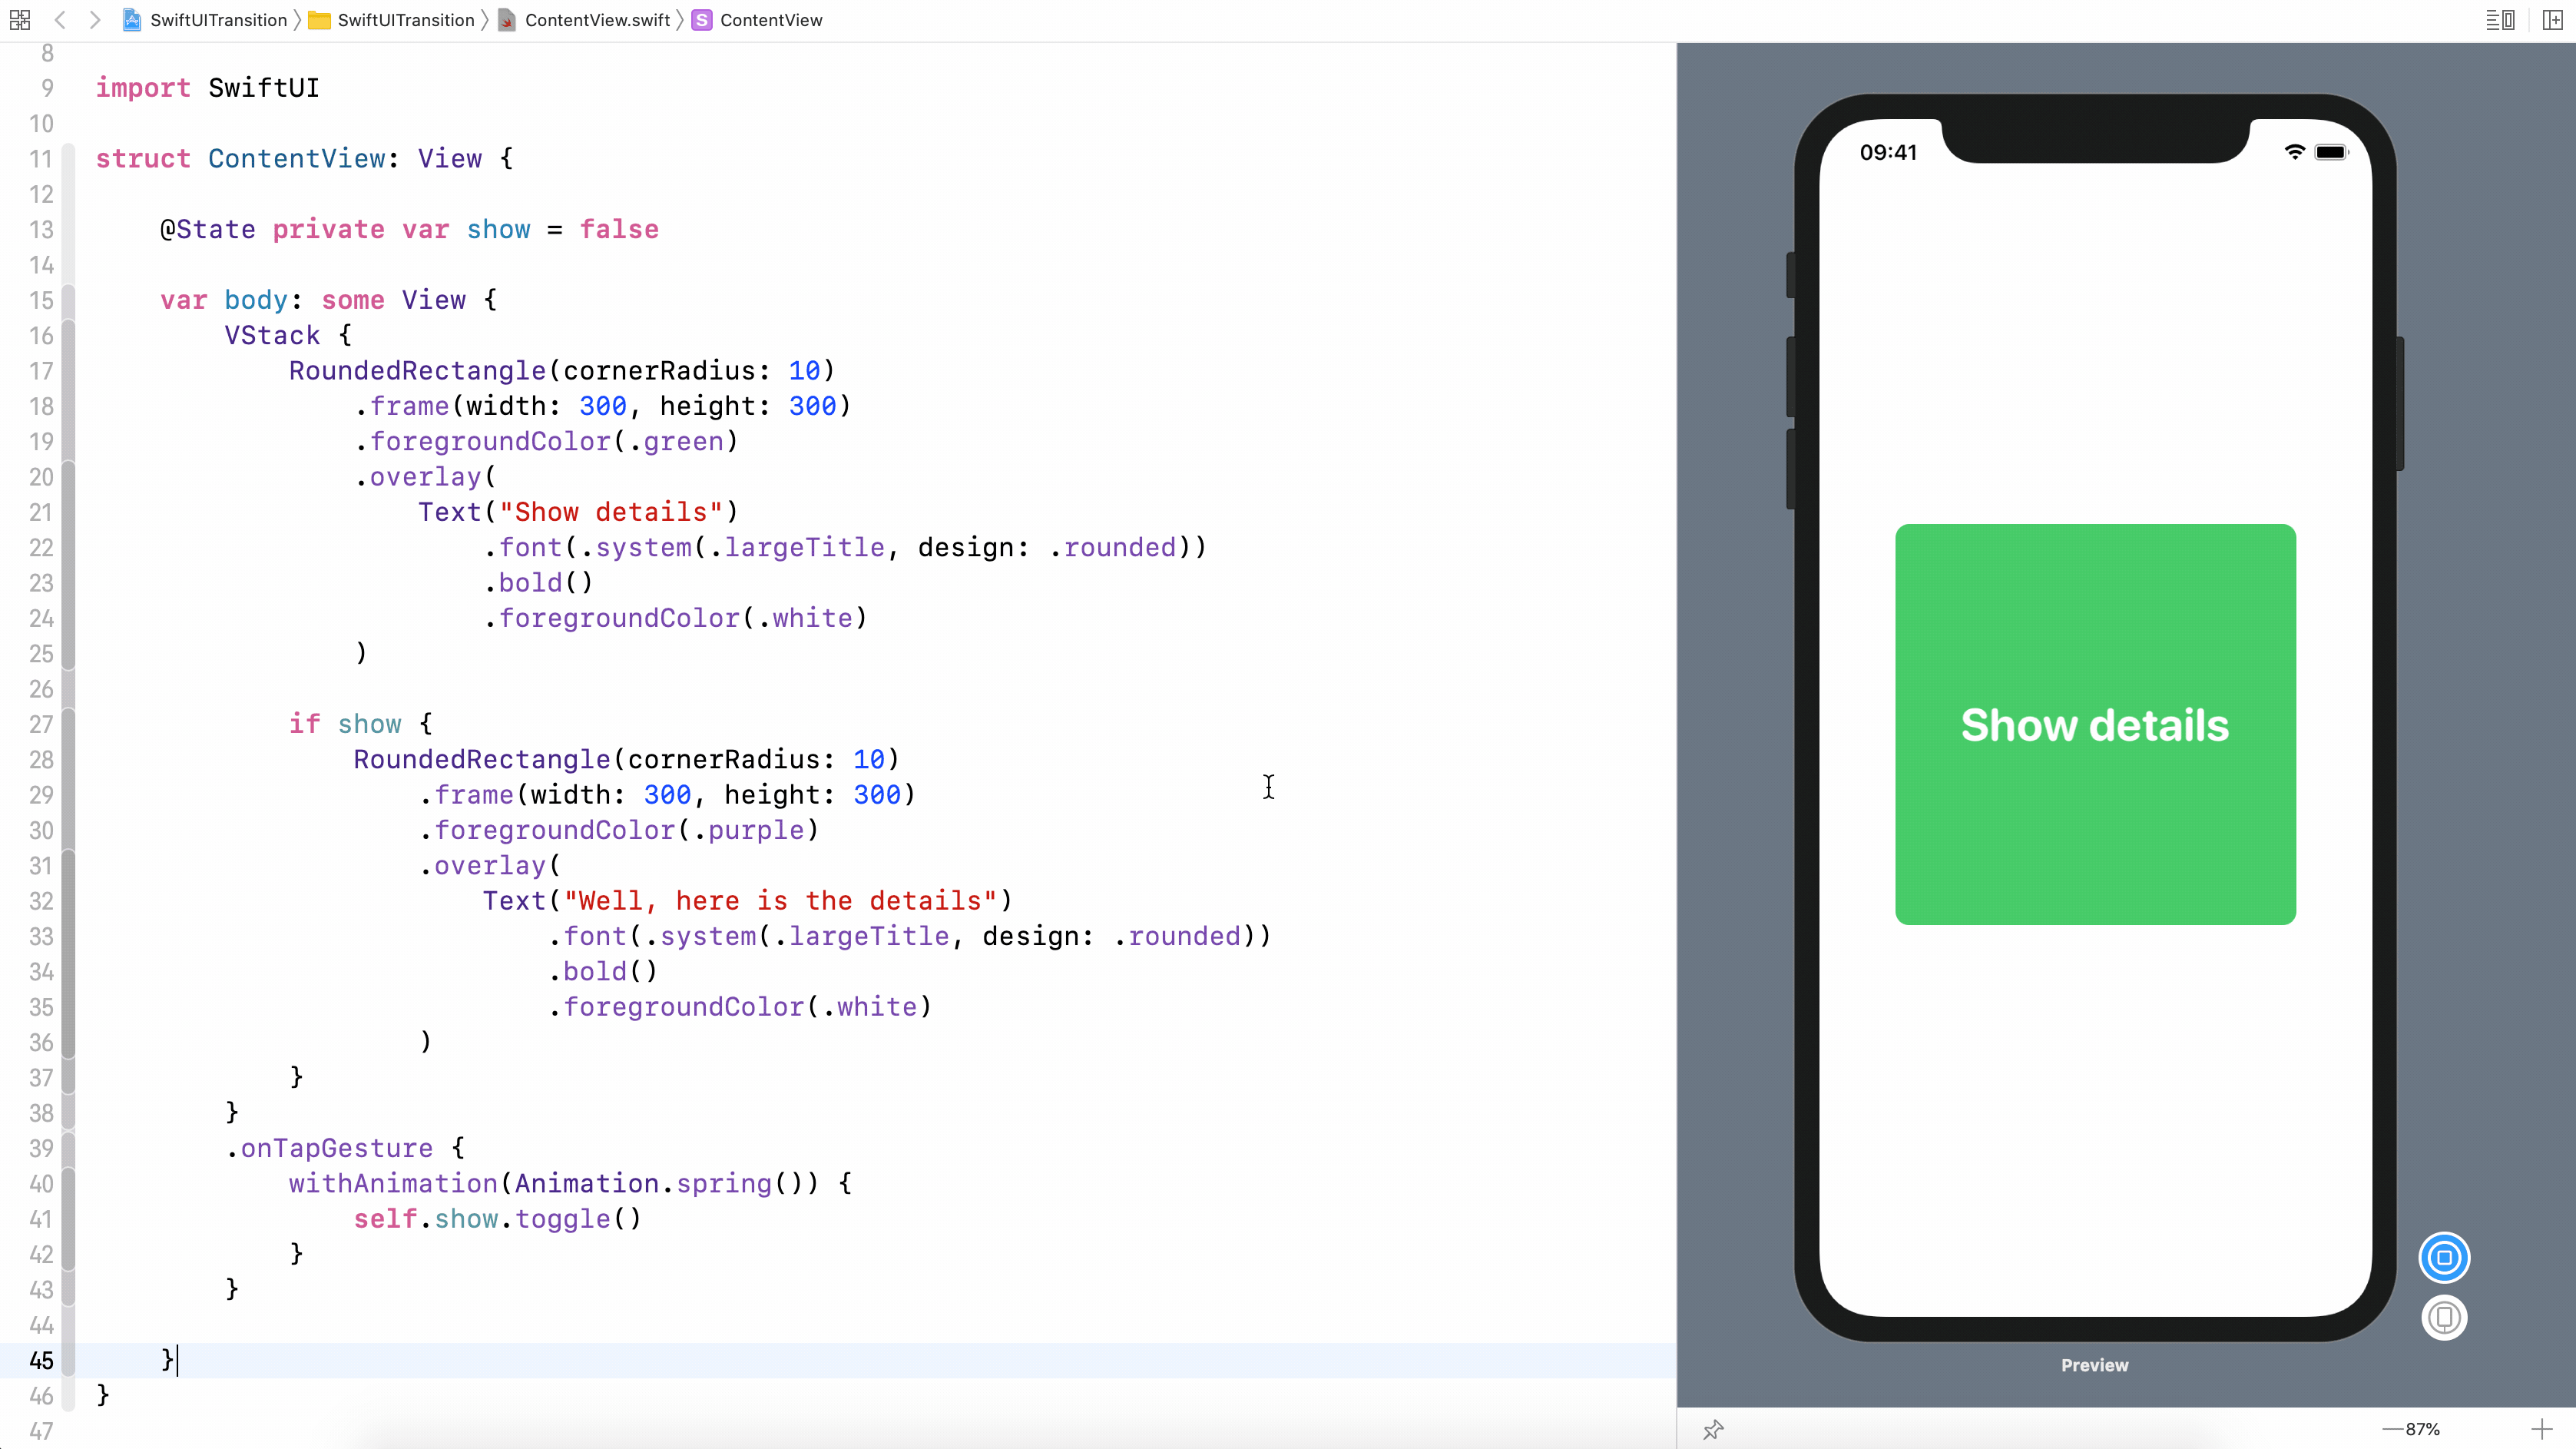 SwiftUITransition SwiftUITransition ContentView.swift S ContentView
8
9 import SwiftUI
10
11 struct ContentView: View {
12
13     @State private var show = false
14
15     var body: some View {
16         VStack {
17             RoundedRectangle(cornerRadius: 10)
18                 .frame(width: 300, height: 300)
19                 .foregroundColor(.green)
20                 .overlay(
21                     Text("Show details")
22                         .font(.system(.largeTitle, design: .rounded))
23                         .bold()
24                         .foregroundColor(.white)
25                 )
26
27             if show {
28                 RoundedRectangle(cornerRadius: 10)
29                     .frame(width: 300, height: 300)
30                     .foregroundColor(.purple)
31                     .overlay(
32                         Text("Well, here is the details")
33                             .font(.system(.largeTitle, design: .rounded))
34                             .bold()
35                             .foregroundColor(.white)
36                     )
37             }
38         }
39         .onTapGesture {
40             withAnimation(Animation.spring()) {
41                 self.show.toggle()
42             }
43         }
44
45     }
46 }
47
09:41
Show details
Preview
87%